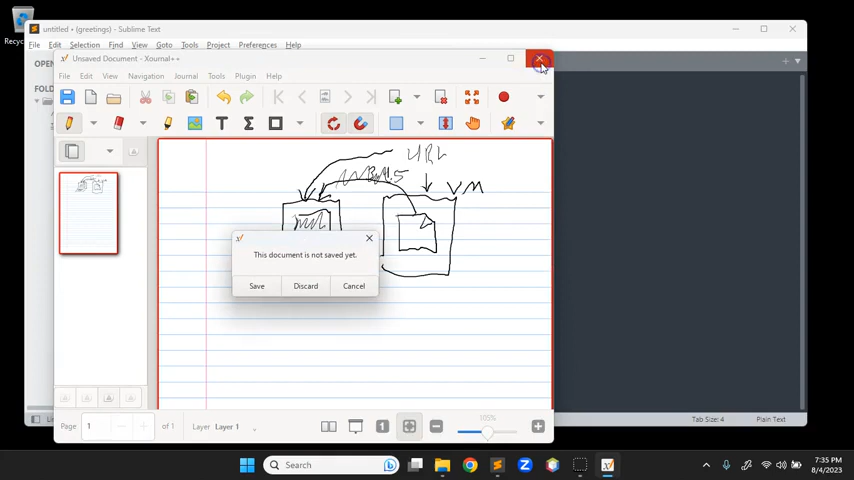 untitled • (greetings) - Sublime Text
File Edit Selection Find View Goto Tools Project Preferences Help
Unsaved Document - Xournal++
File Edit View Navigation Journal Tools Plugin Help
URL
VM
This document is not saved yet.
Save Discard Cancel
Page 1 of 1 Layer Layer 1
105%
Tab Size: 4 Plain Text
Search
7:35 PM
8/4/2023